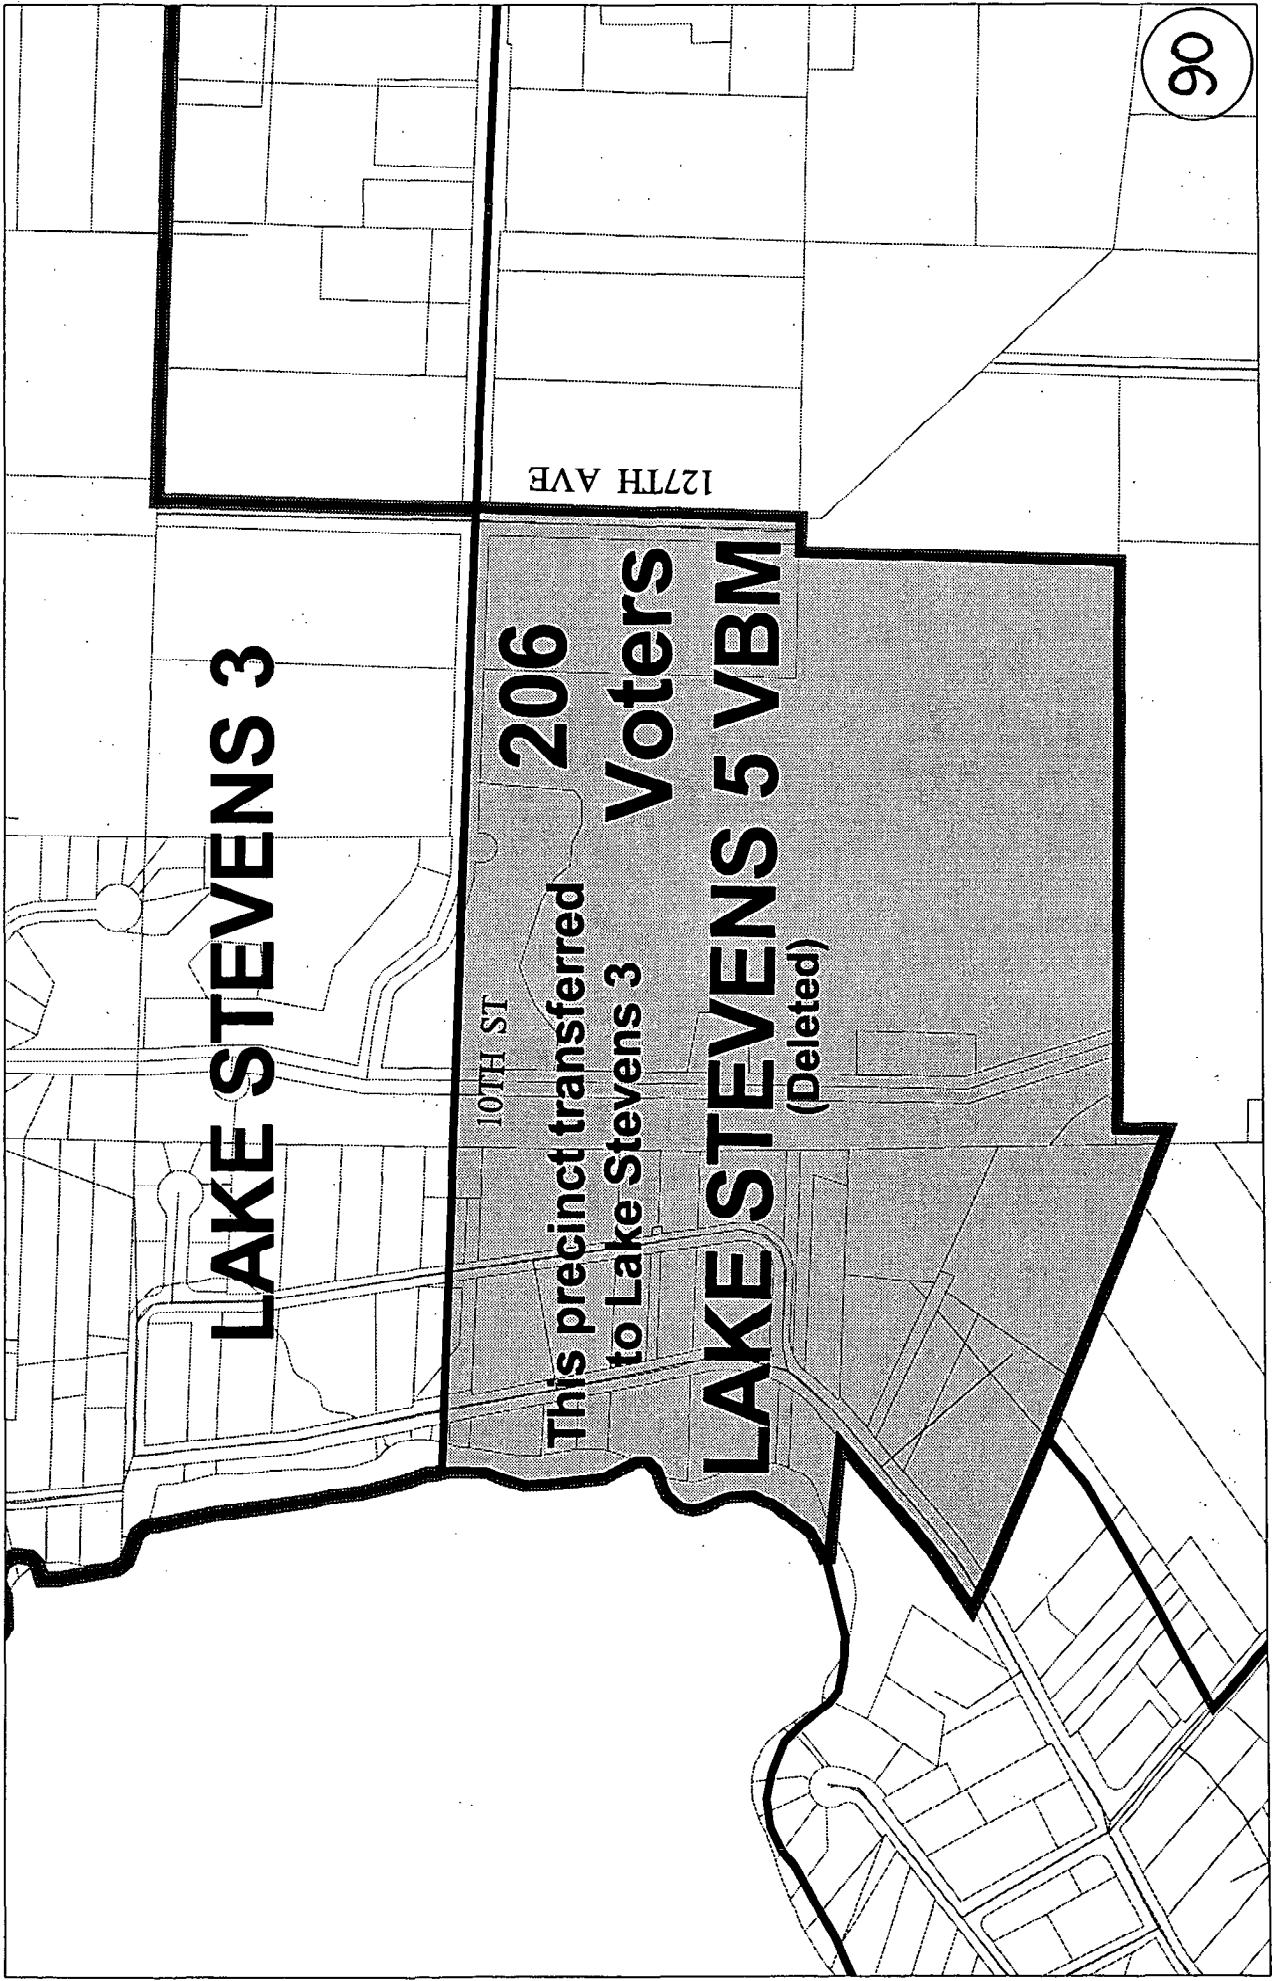 LAKE STEVENS 3
10TH ST
127TH AVE
206
This precinct transferred
to Lake Stevens 3
Voters
LAKE STEVENS 5 VBM
(Deleted)
90